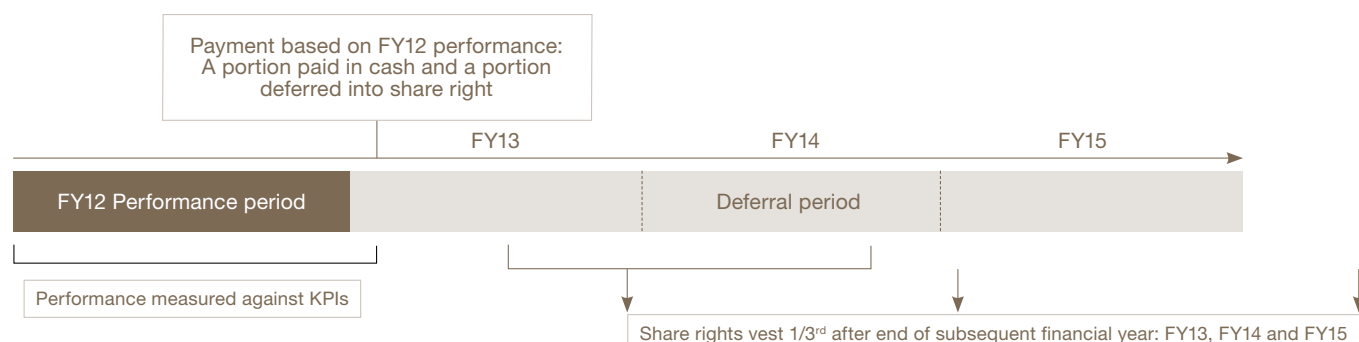 Payment based on FY12 performance:
A portion paid in cash and a portion
deferred into share right
FY13
FY14
FY15
FY12 Performance period
Deferral period
Performance measured against KPIs
Share rights vest 1/3rd after end of subsequent financial year: FY13, FY14 and FY15